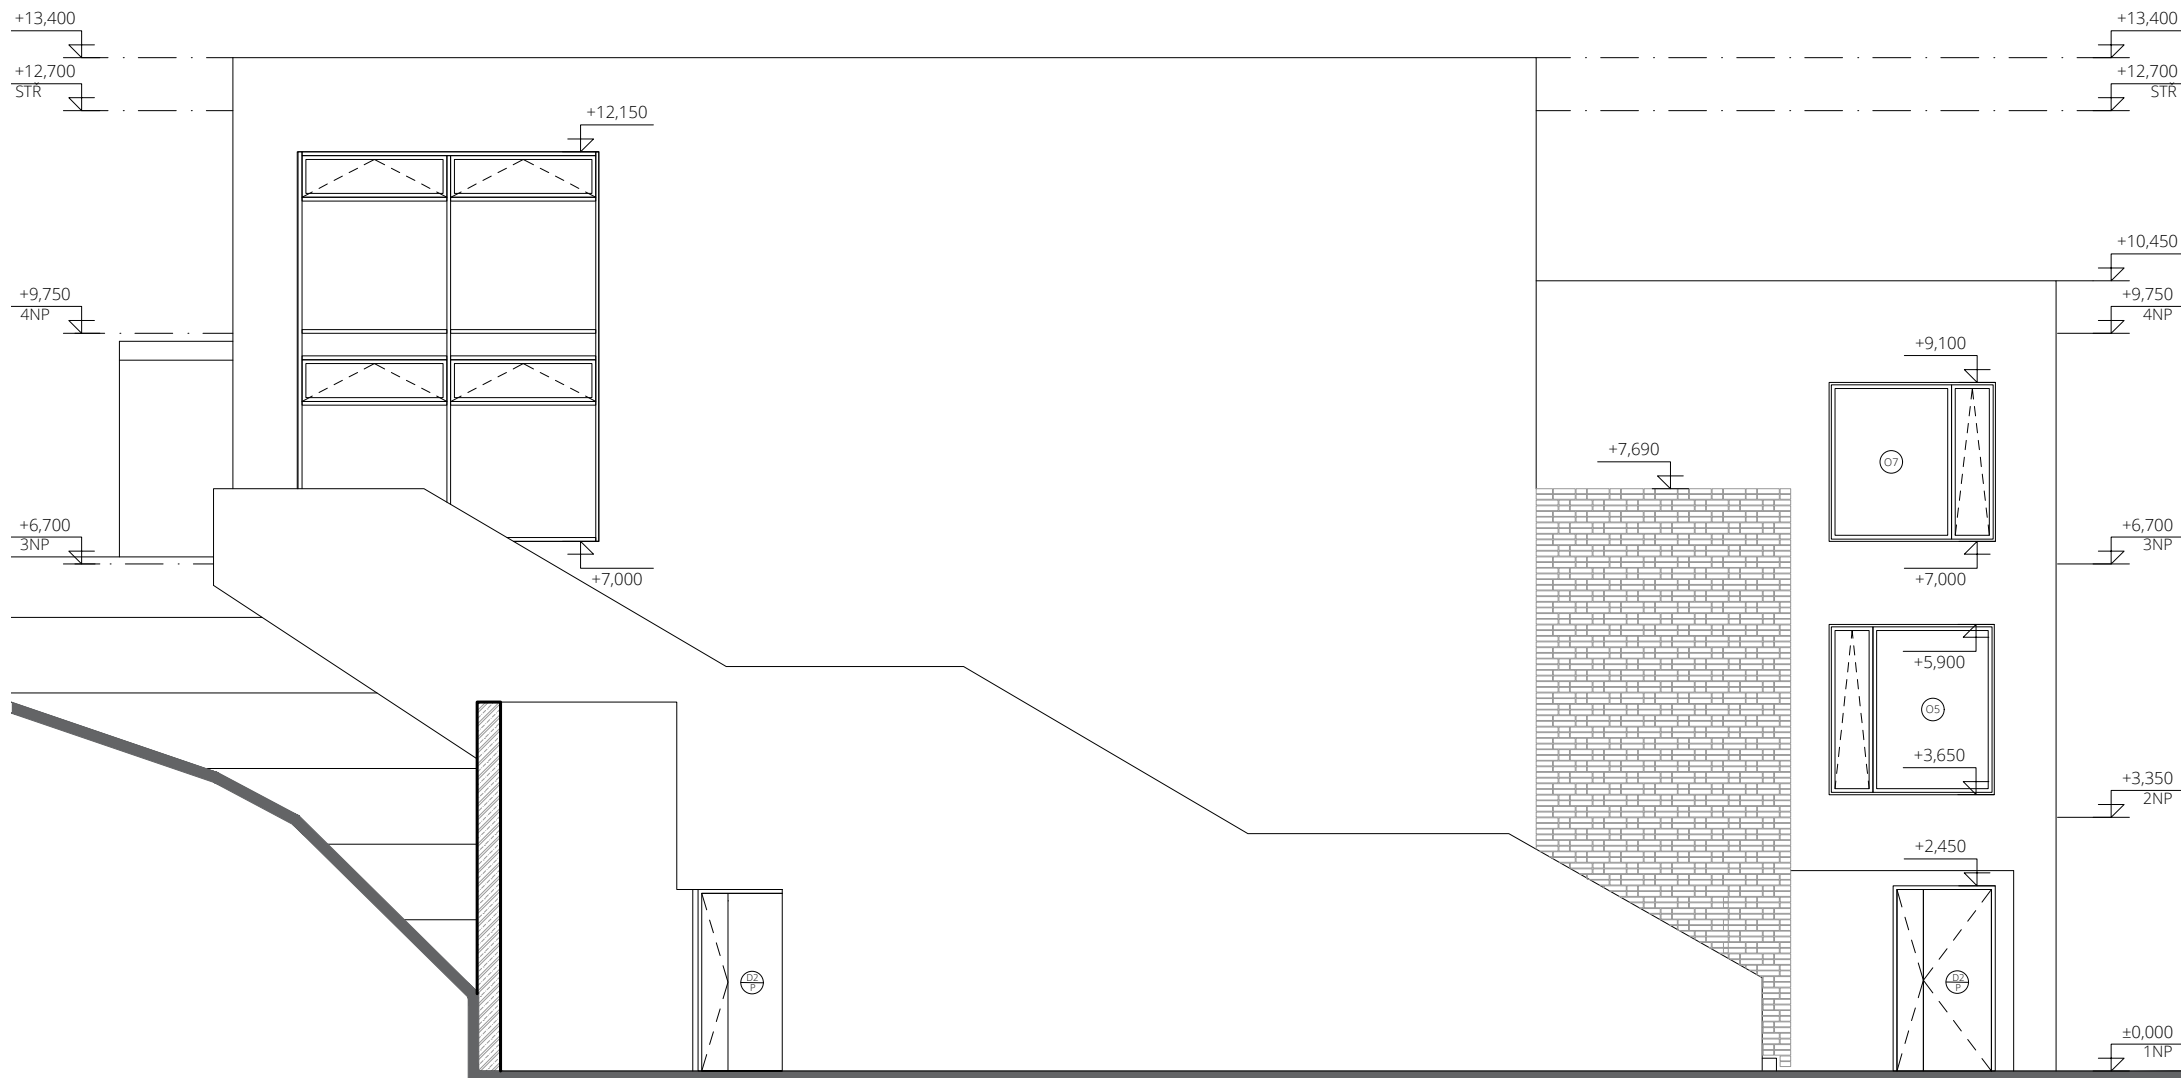 +13,400
+13,400
+12,700
STŘ
+12,700
STŘ
+12,150
+10,450
+9,750
4NP
+9,750
4NP
+9,100
+7,690
O7
+6,700
3NP
+6,700
3NP
+7,000
+7,000
+5,900
O5
+3,650
+3,350
2NP
+2,450
D2
P
D2
P
±0,000
1NP